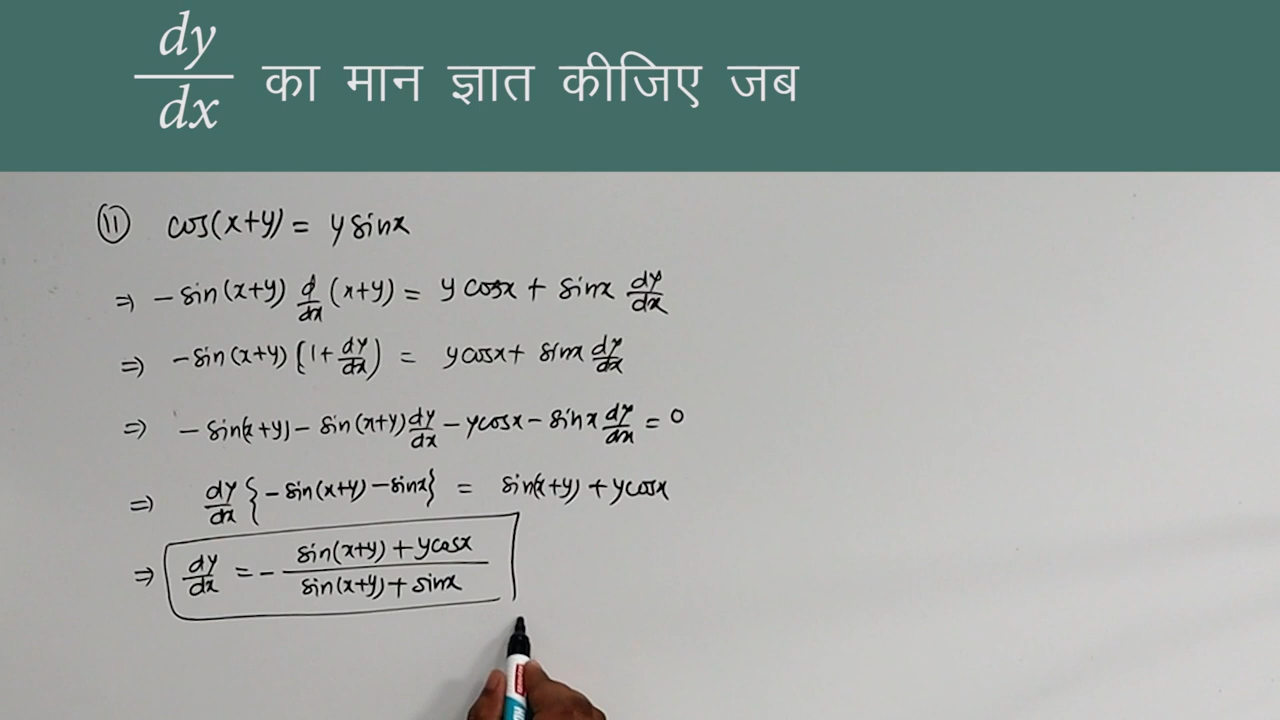 dy/dx का मान ज्ञात कीजिए जब
(11) cos(x+y) = y sinx
⇒ - sin(x+y) d/dx (x+y) = y cosx + sinx dy/dx
⇒ - sin(x+y) (1+ dy/dx) = y cosx + sinx dy/dx
⇒ - sin(x+y) - sin(x+y) dy/dx - y cosx - sinx dy/dx = 0
⇒ dy/dx {- sin(x+y) - sinx} = sin(x+y) + y cosx
⇒ dy/dx = - sin(x+y) + y cosx / sin(x+y) + sinx